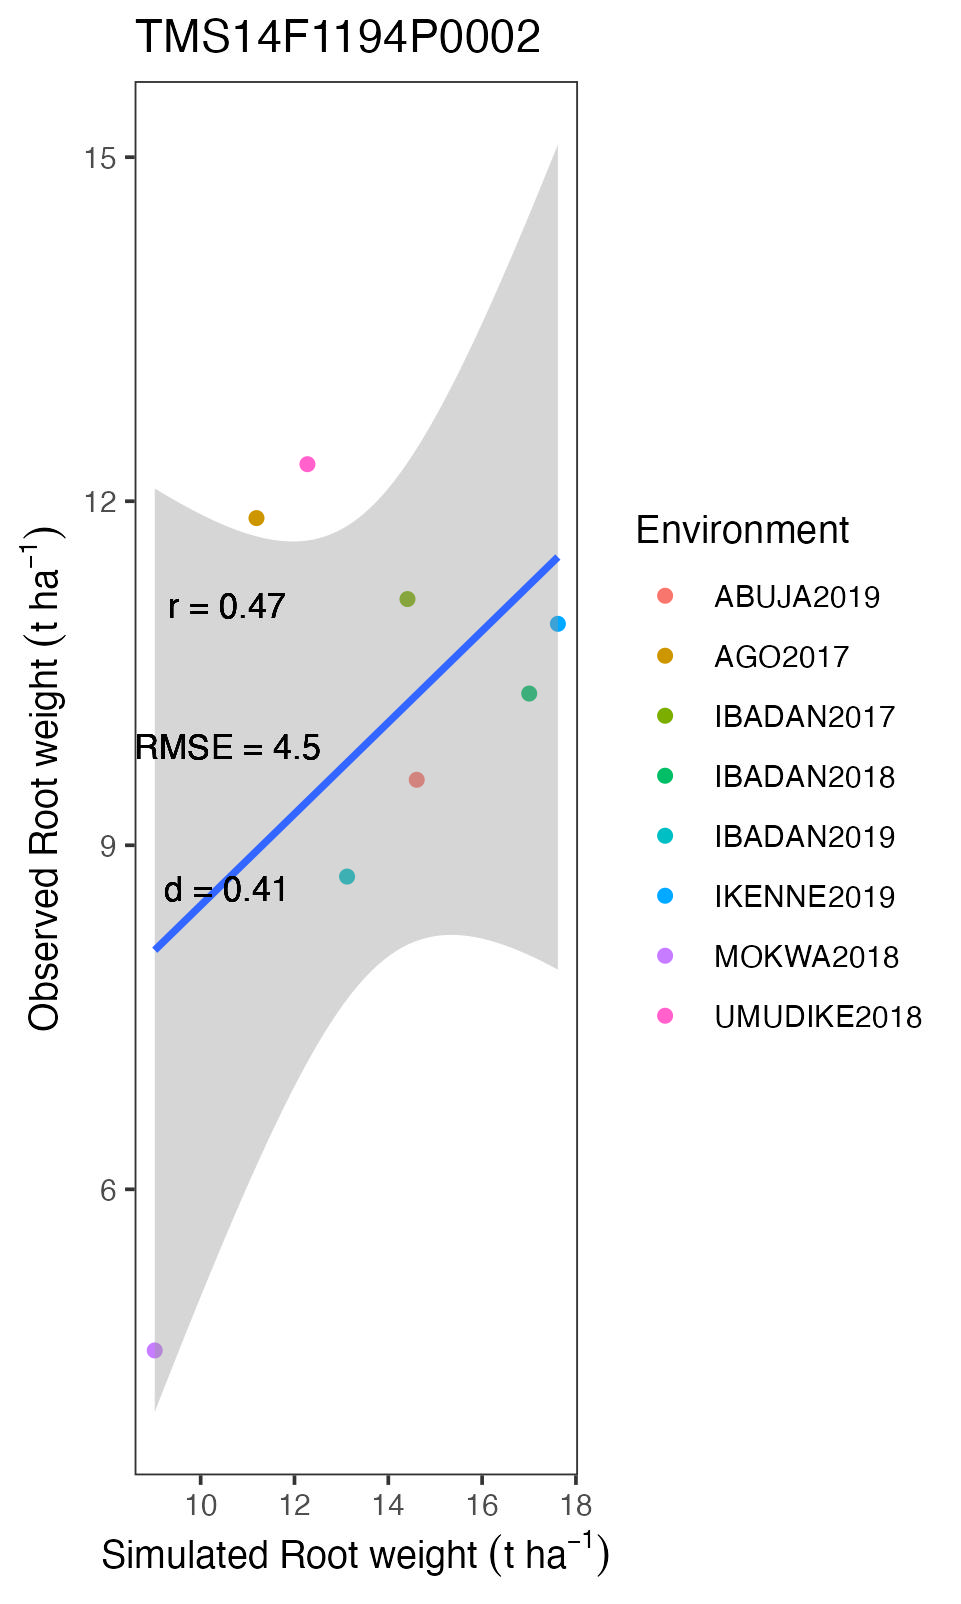 TMS14F1194P0002
15
12
9
6
Observed Root weight (t ha⁻¹)
r = 0.47
RMSE = 4.5
d = 0.41
10 12 14 16 18
Simulated Root weight (t ha⁻¹)
Environment
ABUJA2019
AGO2017
IBADAN2017
IBADAN2018
IBADAN2019
IKENNE2019
MOKWA2018
UMUDIKE2018